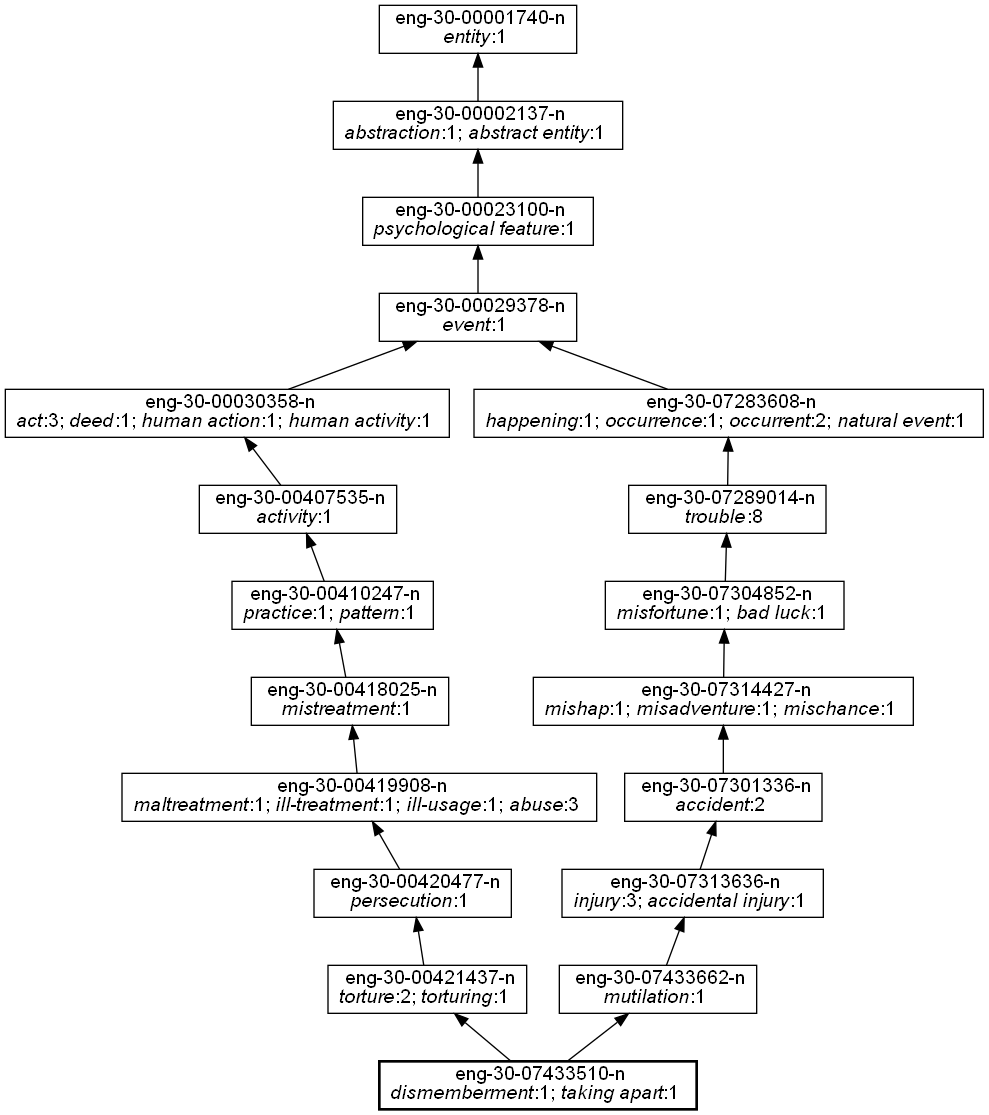 eng-30-00001740-n
entity:1
eng-30-00002137-n
abstraction:1; abstract entity:1
eng-30-00023100-n
psychological feature:1
eng-30-00029378-n
event:1
eng-30-00030358-n
act:3; deed:1; human action:1; human activity:1
eng-30-07283608-n
happening:1; occurrence:1; occurrent:2; natural event:1
eng-30-00407535-n
activity:1
eng-30-07289014-n
trouble:8
eng-30-00410247-n
practice:1; pattern:1
eng-30-07304852-n
misfortune:1; bad luck:1
eng-30-00418025-n
mistreatment:1
eng-30-07314427-n
mishap:1; misadventure:1; mischance:1
eng-30-00419908-n
maltreatment:1; ill-treatment:1; ill-usage:1; abuse:3
eng-30-07301336-n
accident:2
eng-30-00420477-n
persecution:1
eng-30-07313636-n
injury:3; accidental injury:1
eng-30-00421437-n
torture:2; torturing:1
eng-30-07433662-n
mutilation:1
eng-30-07433510-n
dismemberment:1; taking apart:1